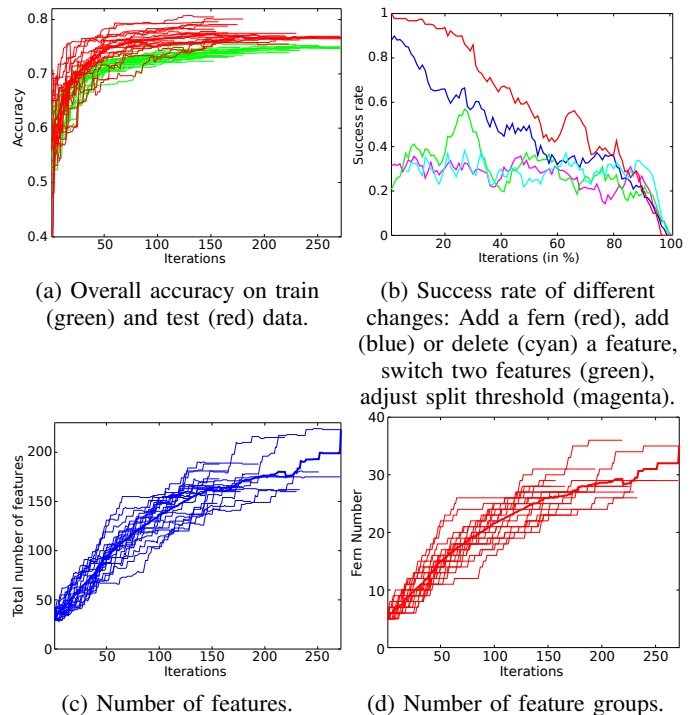 0.8
0.7
0.6
0.5
0.4
Accuracy
50 100 150 200 250
Iterations
(a) Overall accuracy on train
(green) and test (red) data.
1
0.8
0.6
0.4
0.2
0
Success rate
20 40 60 80 100
Iterations (in %)
(b) Success rate of different
changes: Add a fern (red), add
(blue) or delete (cyan) a feature,
switch two features (green),
adjust split threshold (magenta).
200
150
100
50
0
Total number of features
50 100 150 200 250
Iterations
(c) Number of features.
40
30
20
10
0
Fern Number
50 100 150 200 250
Iterations
(d) Number of feature groups.